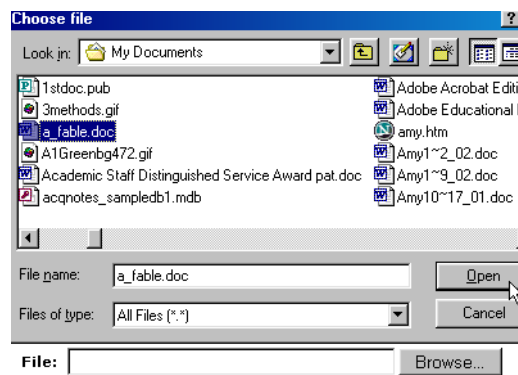 Choose file ?
Look in: My Documents
1stdoc.pub
3methods.gif
a_fable.doc
A1Greenbg472.gif
Academic Staff Distinguished Service Award pat.doc
acqnotes_sampledb1.mdb
Adobe Acrobat Editi
Adobe Educational
amy.htm
Amy1~2_02.doc
Amy1~9_02.doc
Amy10~17_01.doc
File name: a_fable.doc Open
Files of type: All Files (*.*) Cancel
File: Browse...